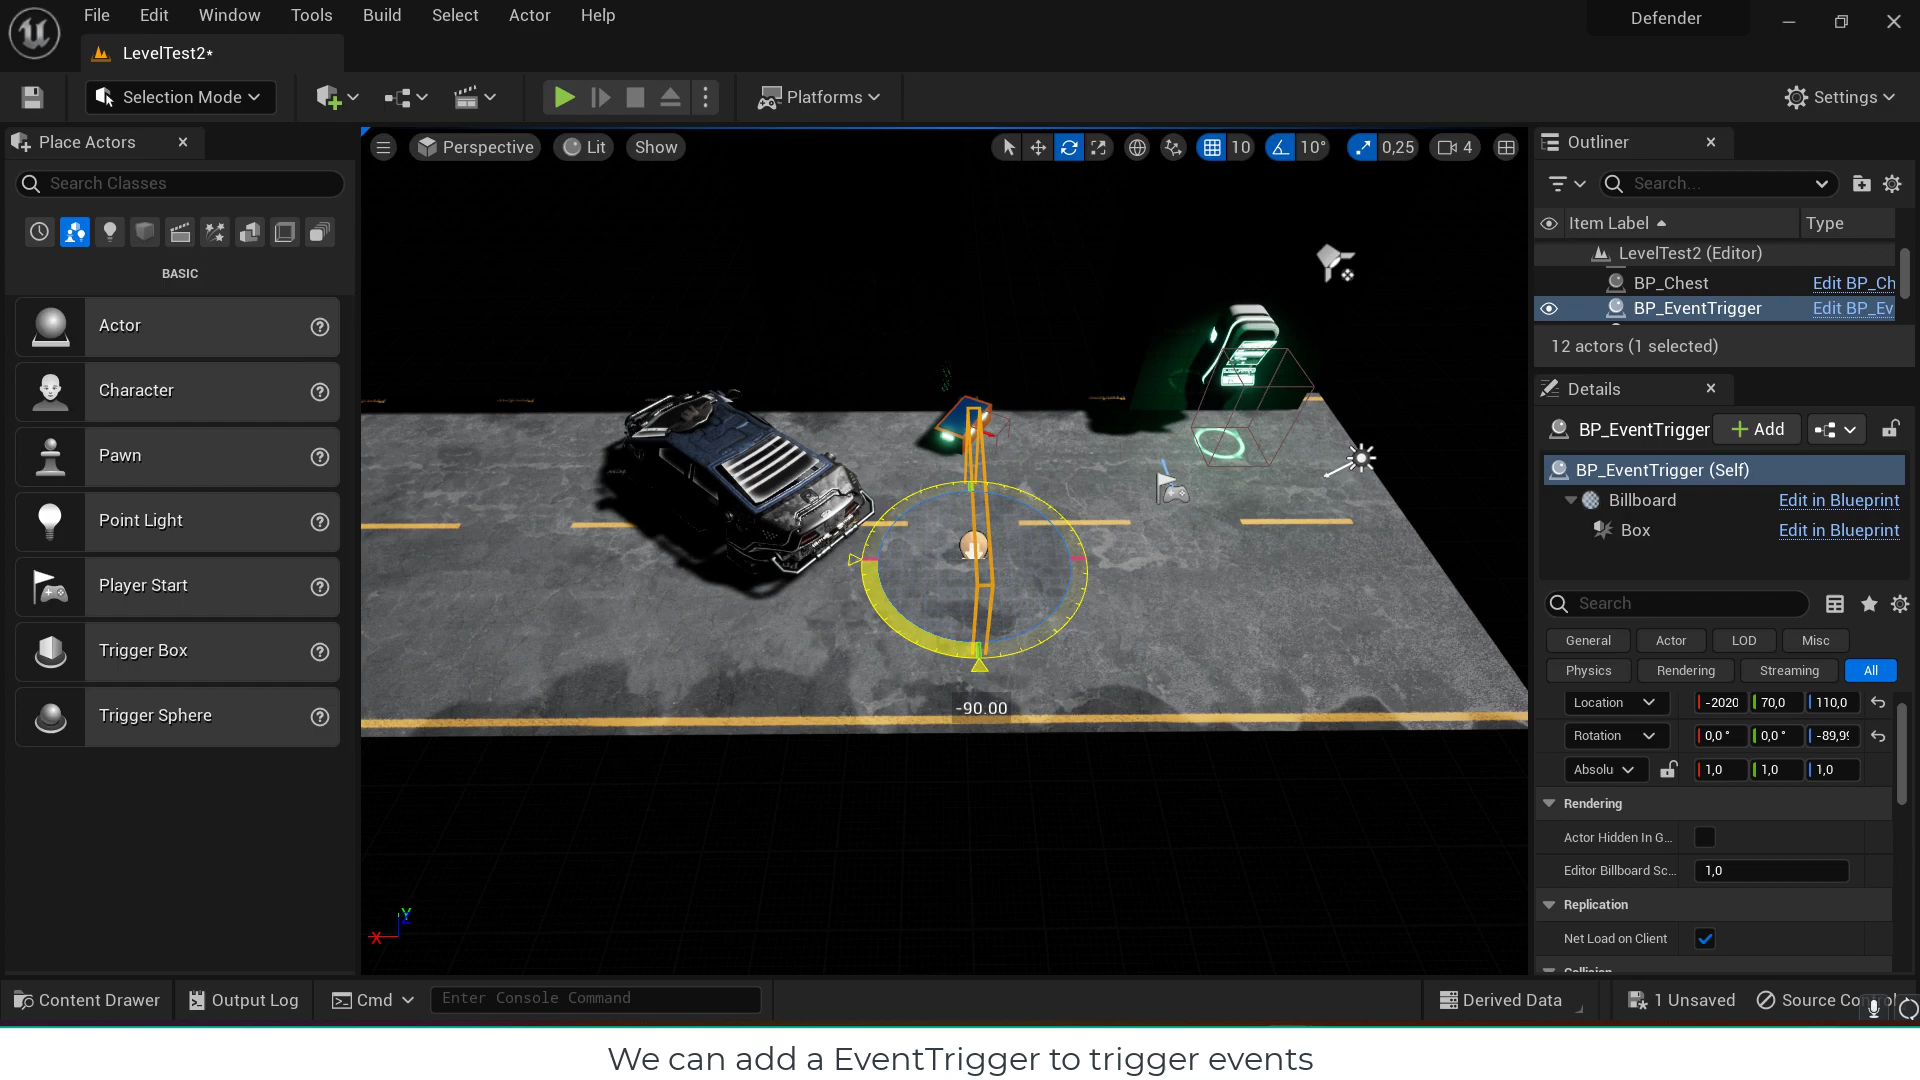 File Edit Window Tools Build Select Actor Help
Defender
LevelTest2*
Selection Mode
Platforms
Settings
Place Actors
Search Classes
BASIC
Actor
Character
Pawn
Point Light
Player Start
Trigger Box
Trigger Sphere
Perspective Lit Show
10 10° 0,25 4
-90.00
X Y
Outliner
Search...
Item Label Type
LevelTest2 (Editor)
BP_Chest Edit BP_Ch
BP_EventTrigger Edit BP_Ev
12 actors (1 selected)
Details
BP_EventTrigger Add
BP_EventTrigger (Self)
Billboard Edit in Blueprint
Box Edit in Blueprint
Search
General Actor LOD Misc
Physics Rendering Streaming All
Location -2020 70,0 110,0
Rotation 0,0 ° 0,0 ° -89,9
Absolu 1,0 1,0 1,0
Rendering
Actor Hidden In G...
Editor Billboard Sc... 1,0
Replication
Net Load on Client
Collision
Content Drawer Output Log Cmd Enter Console Command Derived Data 1 Unsaved Source Control
We can add a EventTrigger to trigger events